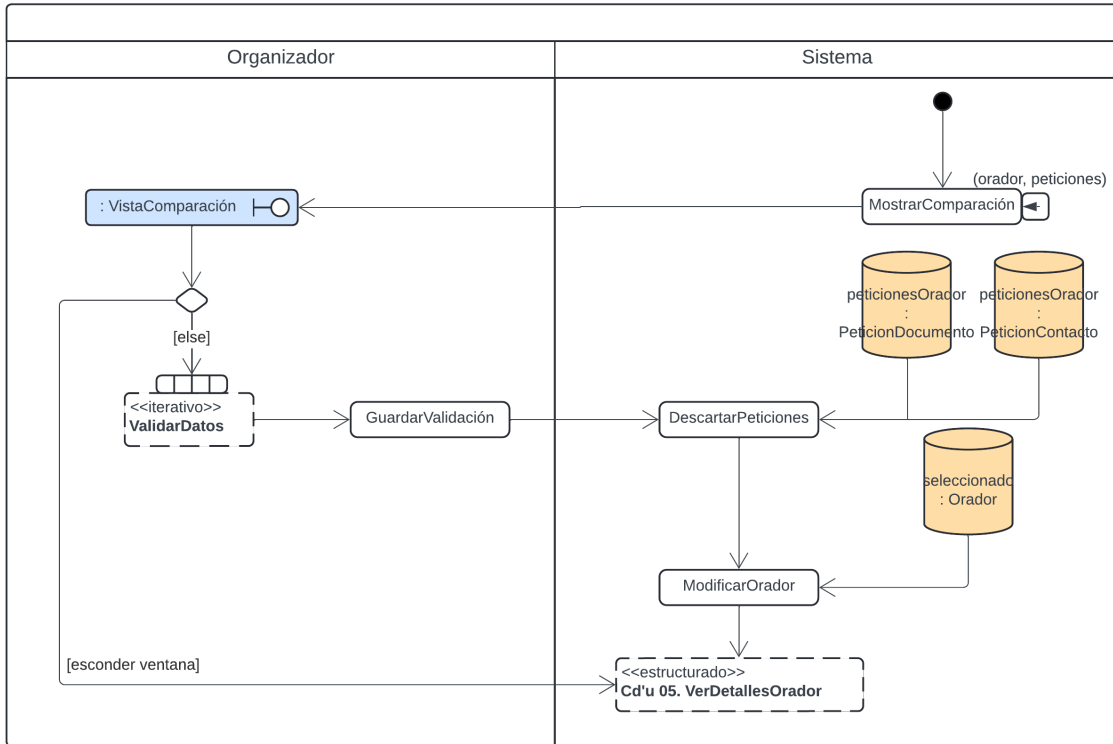 Organizador
Sistema
(orador, peticiones)
: VistaComparación
MostrarComparación
peticionesOrador
:
PeticionDocumento
peticionesOrador
:
PeticionContacto
[else]
<<iterativo>>
ValidarDatos
GuardarValidación
DescartarPeticiones
seleccionado
: Orador
ModificarOrador
[esconder ventana]
<<estructurado>>
Cd'u 05. VerDetallesOrador